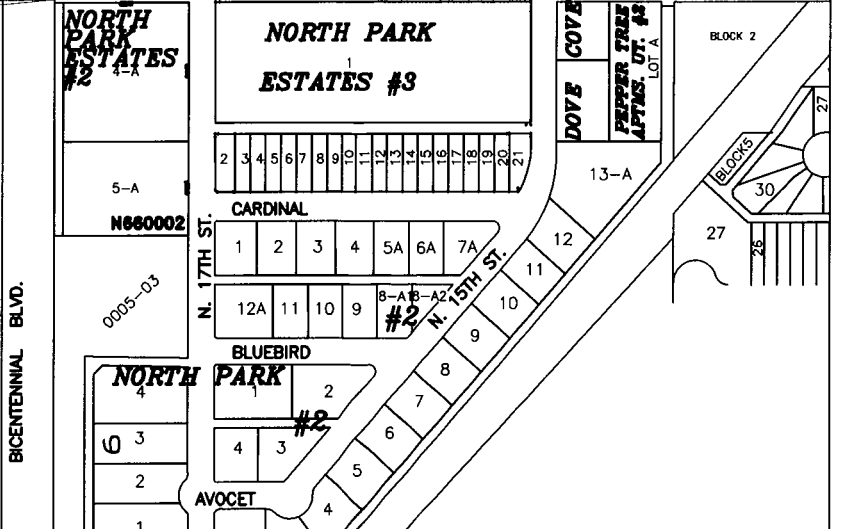 NORTH
PARK
ESTATES
#2
4-A
NORTH PARK
1
ESTATES #3
DOVE COVE
PEPPER TREE
APTMS. UT. #2
LOT A
BLOCK 2
27
BLOCK5
30
27
26
5-A
N660002
2 3 4 5 6 7 8 9 10 11 12 13 14 15 16 17 18 19 20 21
13-A
CARDINAL
N. 17TH ST.
1 2 3 4 5A 6A 7A
12
11
10
9
8
7
6
5
4
N. 15TH ST.
0005-03
BICENTENNIAL BLVD.
12A 11 10 9 8-A1 8-A2
#2
BLUEBIRD
NORTH PARK
#2
4
3
2
1
6
1 2
4 3
AVOCET